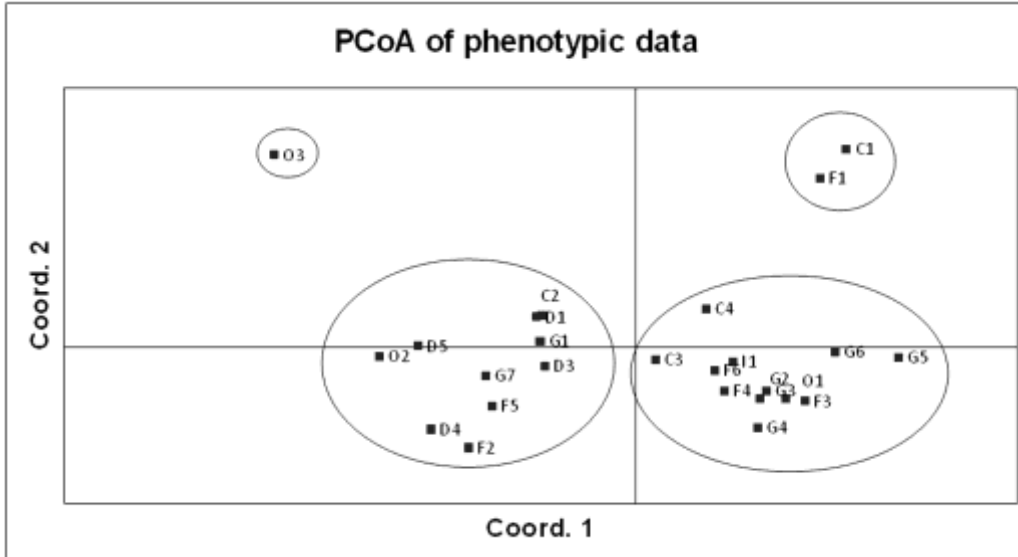 PCoA of phenotypic data
C1
O3
F1
C2
D1
C4
G1
D5
O2
D3
C3
I1
G6
G5
G7
F6
G2
O1
F4
G3
F3
F5
D4
G4
F2
Coord. 2
Coord. 1